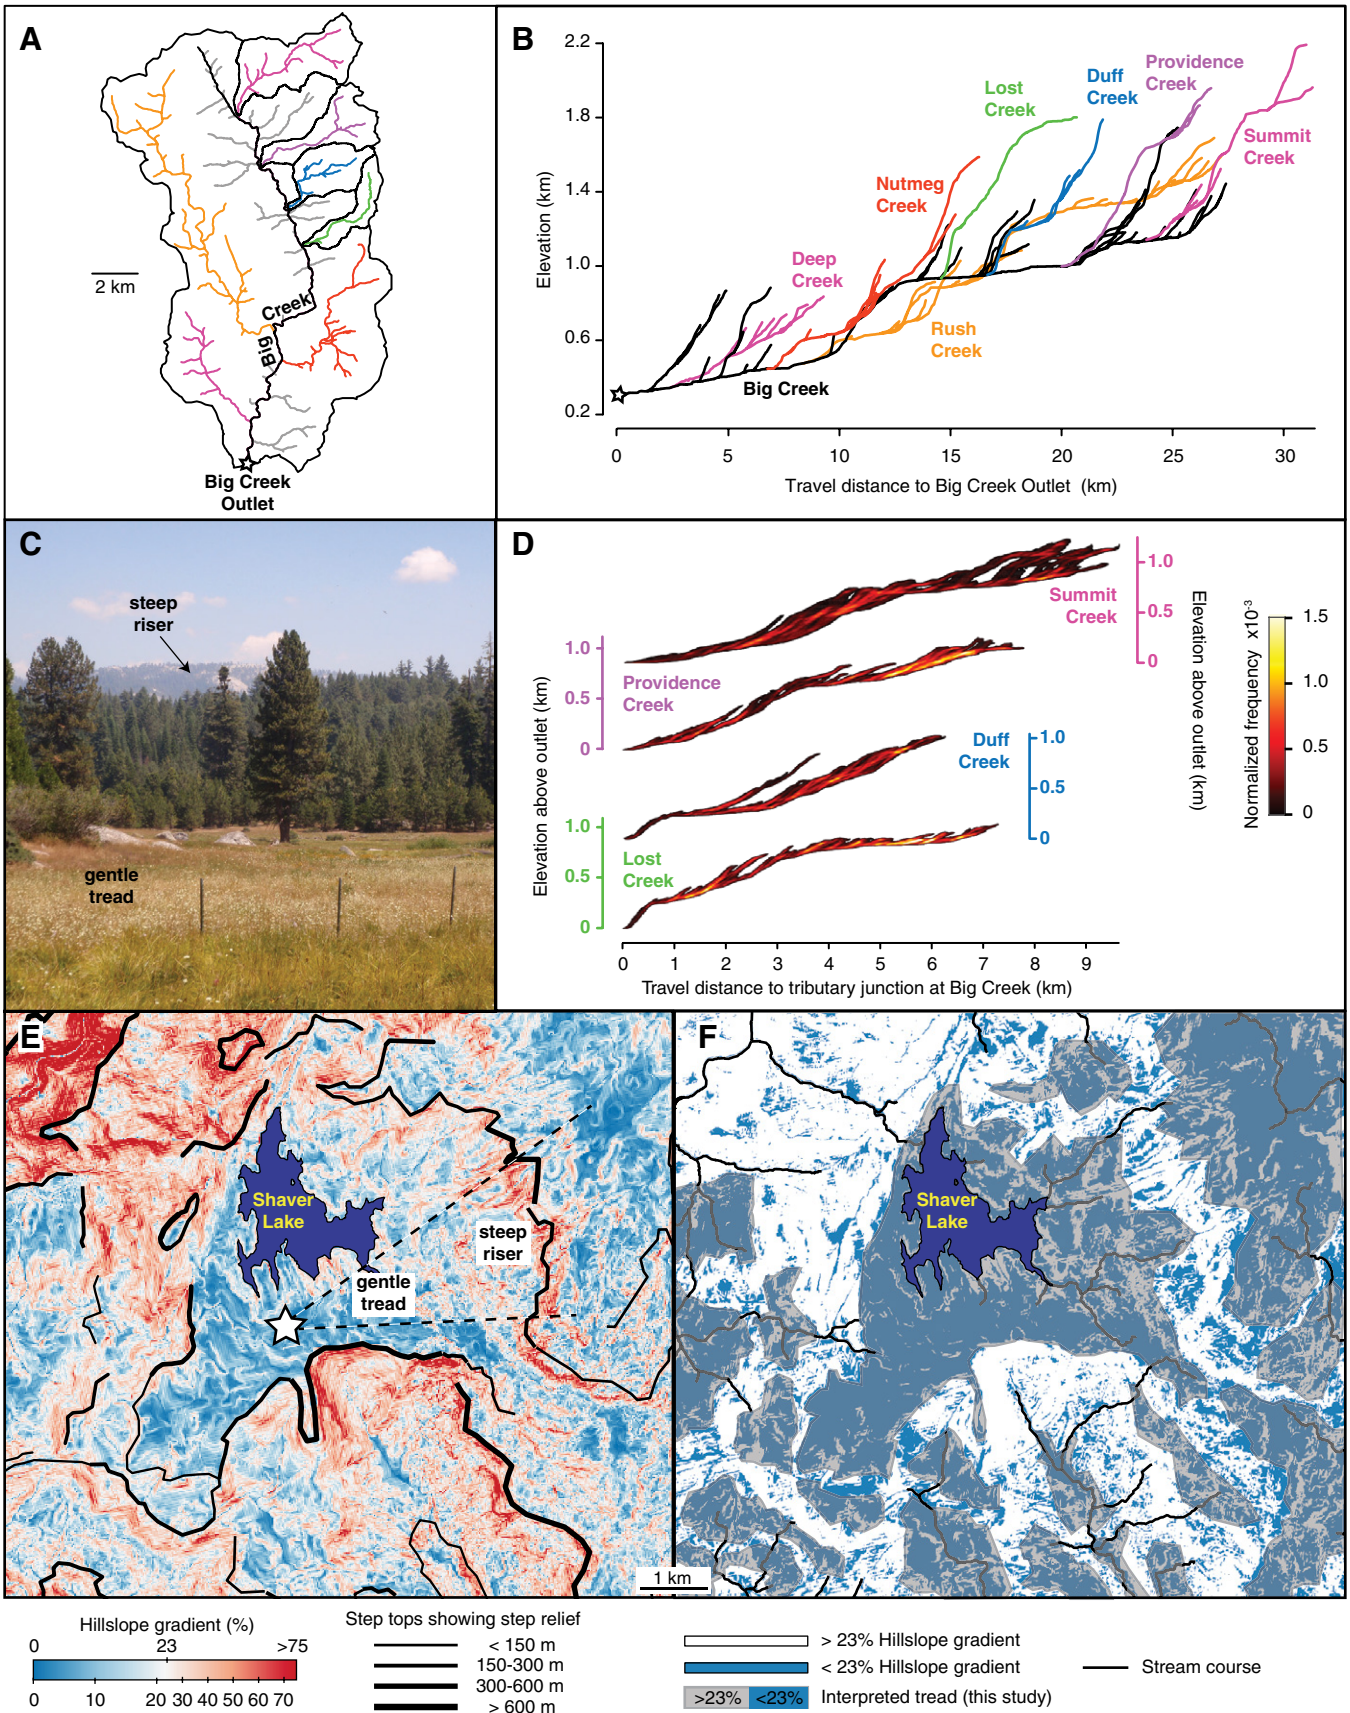 A
2 km
Creek
Big
Big Creek
Outlet
B
2.2
1.8
1.4
1.0
0.6
0.2
Elevation (km)
Lost
Creek
Duff
Creek
Providence
Creek
Summit
Creek
Nutmeg
Creek
Deep
Creek
Rush
Creek
Big Creek
0 5 10 15 20 25 30
Travel distance to Big Creek Outlet (km)
C
steep
riser
gentle
tread
D
1.0
0.5
0
Summit
Creek
Elevation above outlet (km)
1.0
0.5
0
Providence
Creek
Elevation above outlet (km)
Duff
Creek
1.0
0.5
0
1.0
0.5
0
Lost
Creek
Normalized frequency x10-3
1.5
1.0
0.5
0
0 1 2 3 4 5 6 7 8 9
Travel distance to tributary junction at Big Creek (km)
E
Shaver
Lake
steep
riser
gentle
tread
1 km
F
Shaver
Lake
Hillslope gradient (%)
0 23 >75
0 10 20 30 40 50 60 70
Step tops showing step relief
< 150 m
150-300 m
300-600 m
> 600 m
> 23% Hillslope gradient
< 23% Hillslope gradient
>23% <23% Interpreted tread (this study)
Stream course